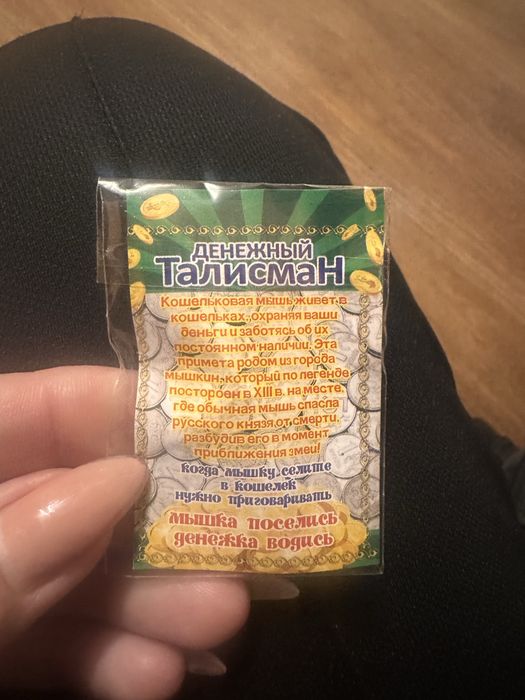 ДЕНЕЖНЫЙ
ТАЛИСМАН
Кошельковая мышь живет в
кошельках, охраняя ваши
деньги и заботясь об их
постоянном наличии. Эта
примета родом из города
мышкин, который по легенде
постороен в XIII в. на месте,
где обычная мышь спасла
русского князя от смерти,
разбудив его в момент
приближения змеи!
когда мышку селите
в кошелек
нужно приговаривать
мышка поселись
денежка водись